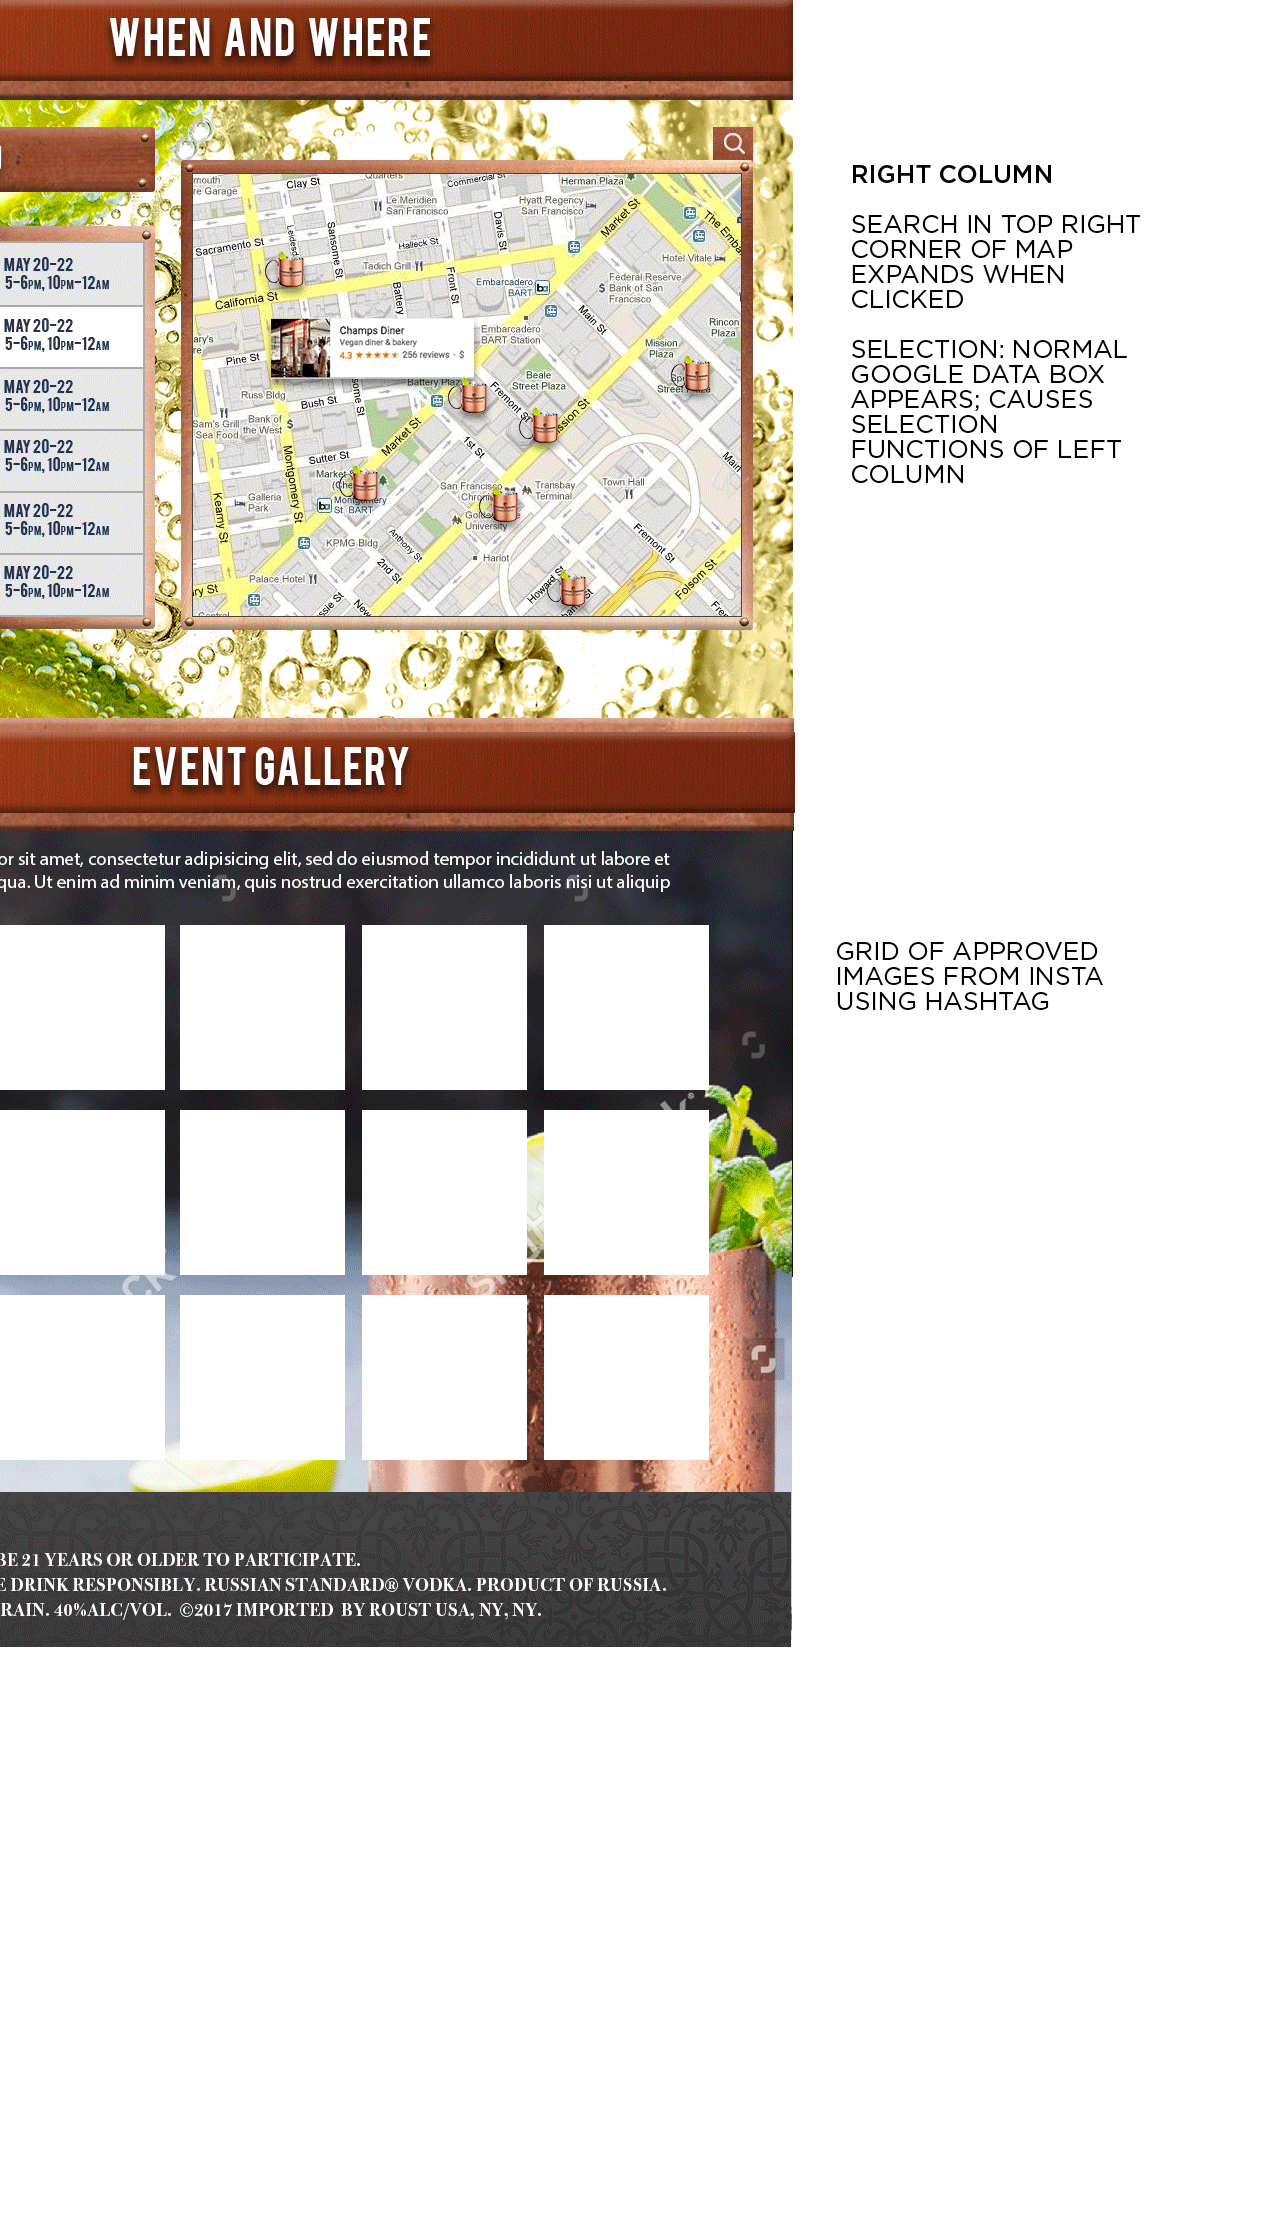 WHEN AND WHERE
MAY 20-22
5-6PM, 10PM-12AM
MAY 20-22
5-6PM, 10PM-12AM
MAY 20-22
5-6PM, 10PM-12AM
MAY 20-22
5-6PM, 10PM-12AM
MAY 20-22
5-6PM, 10PM-12AM
MAY 20-22
5-6PM, 10PM-12AM
Clay St
Commercial St
Herman Plaza
re Garage
Le Meridien
San Francisco
Hyatt Regency
San Francisco
Market St
The Emba
Sacramento St
Sansome St
Halleck St
Davis St
Tadich Grill
Hotel Vitale
California St
Battery
Front St
Embarcadero
BART
Federal Reserve
Bank of San
Francisco
Main St
Champs Diner
Vegan diner & bakery
4.3
256 reviews · $
Embarcadero
BART Station
Rincon
Plaza
Mission
Plaza
ary's
Pine St
Battery Plaza
Beale
Street Plaza
Russ Bldg
Bush St
Fremont St
Sam's Grill
Sea Food
Bank of
the West
Market St
1st St
Sutter St
Main
Kearny St
Montgomery St
Galleria
Park
St BART
San Francisco
University
Transbay
Terminal
Town Hall
KPMG Bldg
Anthony St
Harlot
Fremont St
Palace Hotel
2nd St
Howard St
Folsom St
EVENT GALLERY
or sit amet, consectetur adipisicing elit, sed do eiusmod tempor incididunt ut labore et
qua. Ut enim ad minim veniam, quis nostrud exercitation ullamco laboris nisi ut aliquip
BE 21 YEARS OR OLDER TO PARTICIPATE.
E DRINK RESPONSIBLY. RUSSIAN STANDARD® VODKA. PRODUCT OF RUSSIA.
RAIN. 40%ALC/VOL. ©2017 IMPORTED BY ROUST USA, NY, NY.
RIGHT COLUMN
SEARCH IN TOP RIGHT
CORNER OF MAP
EXPANDS WHEN
CLICKED
SELECTION: NORMAL
GOOGLE DATA BOX
APPEARS; CAUSES
SELECTION
FUNCTIONS OF LEFT
COLUMN
GRID OF APPROVED
IMAGES FROM INSTA
USING HASHTAG